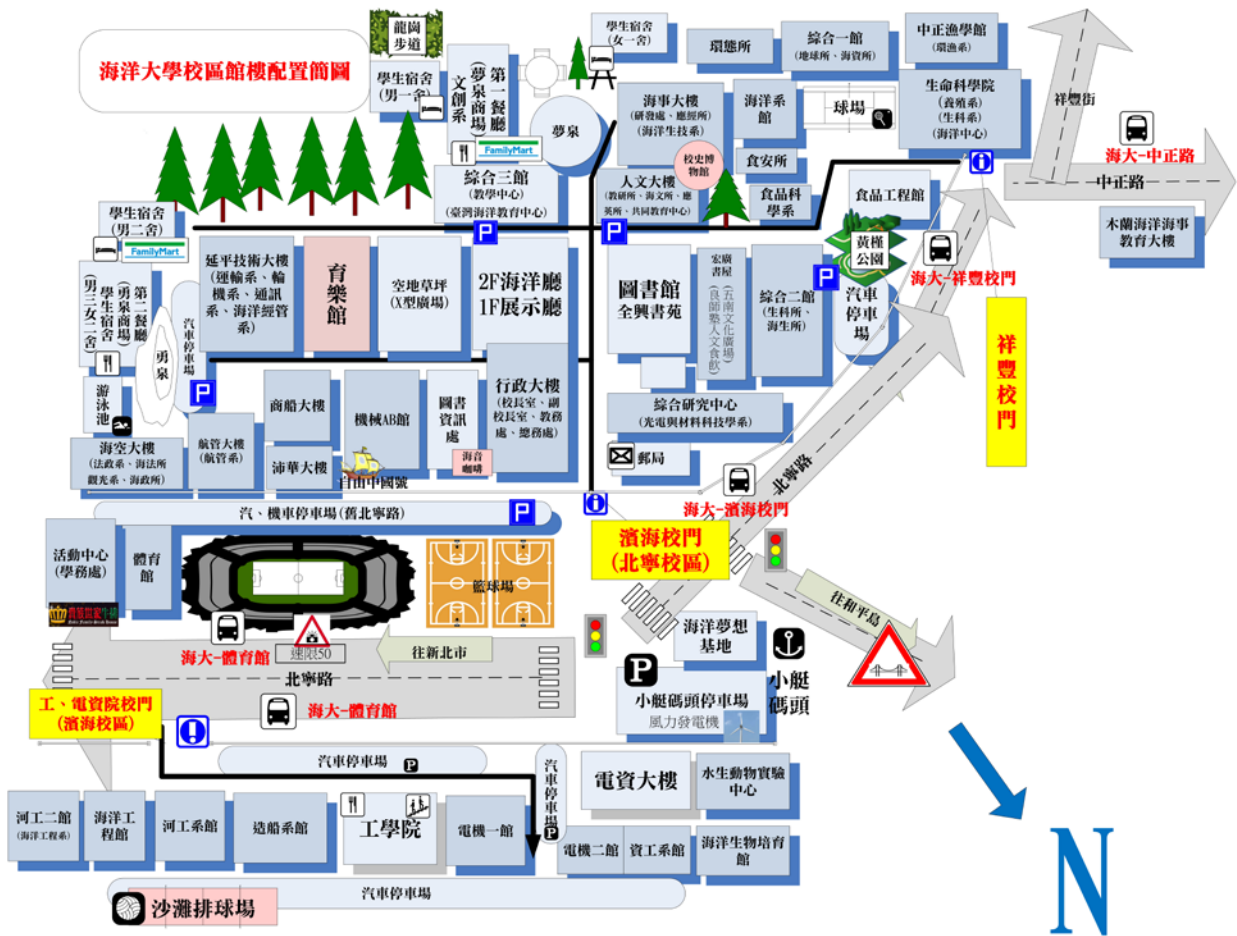 海洋大學校區館樓配置簡圖
龍崗
步道
學生宿舍
(男一舍)
第一餐廳
(夢泉商場)
文創系
FamilyMart
夢泉
學生宿舍
(女一舍)
環態所
綜合一館
(地球所、海資所)
中正漁學館
(環漁系)
海事大樓
(研發處、應經所)
(海洋生技系)
海洋系
館
球場
生命科學院
(養殖系)
(生科系)
(海洋中心)
祥豐街
海大-中正路
中正路
木蘭海洋海事
教育大樓
校史博
物館
食安所
綜合三館
(教學中心)
(臺灣海洋教育中心)
人文大樓
(教研所、海文所、應
英所、共同教育中心)
食品科
學系
食品工程館
學生宿舍
(男二舍)
FamilyMart
P
P
黃槿
公園
海大-祥豐校門
延平技術大樓
(運輸系、輪
機系、通訊
系、海洋經管
系)
育
樂
館
空地草坪
(X型廣場)
2F海洋廳
1F展示廳
圖書館
全興書苑
宏廣書屋
(五南文化廣場)
(良師塾人文食飲)
綜合二館
(生科所、
海生所)
P
汽車
停車
場
祥豐校門
第二餐廳
(勇泉商場)
學生宿舍
(男三女二舍)
勇泉
汽車停車場
P
游泳池
商船大樓
機械AB館
圖書
資訊
處
行政大樓
(校長室、副
校長室、教務
處、總務處)
綜合研究中心
(光電與材料科技學系)
海空大樓
(法政系、海法所
觀光系、海政所)
航管大樓
(航管系)
沛華大樓
自由中國號
海音
咖啡
郵局
北寧路
海大-濱海校門
汽、機車停車場(舊北寧路)
P
濱海校門
(北寧校區)
活動中心
(學務處)
體育
館
籃球場
往和平島
海大-體育館
速限50
往新北市
北寧路
海洋夢想
基地
P
小艇
碼頭
小艇碼頭停車場
風力發電機
工、電資院校門
(濱海校區)
海大-體育館
汽車停車場
P
汽車停車場
P
電資大樓
水生動物實驗
中心
河工二館
(海洋工程系)
海洋工
程館
河工系館
造船系館
工學院
電機一館
電機二館
資工系館
海洋生物培育
館
汽車停車場
沙灘排球場
N